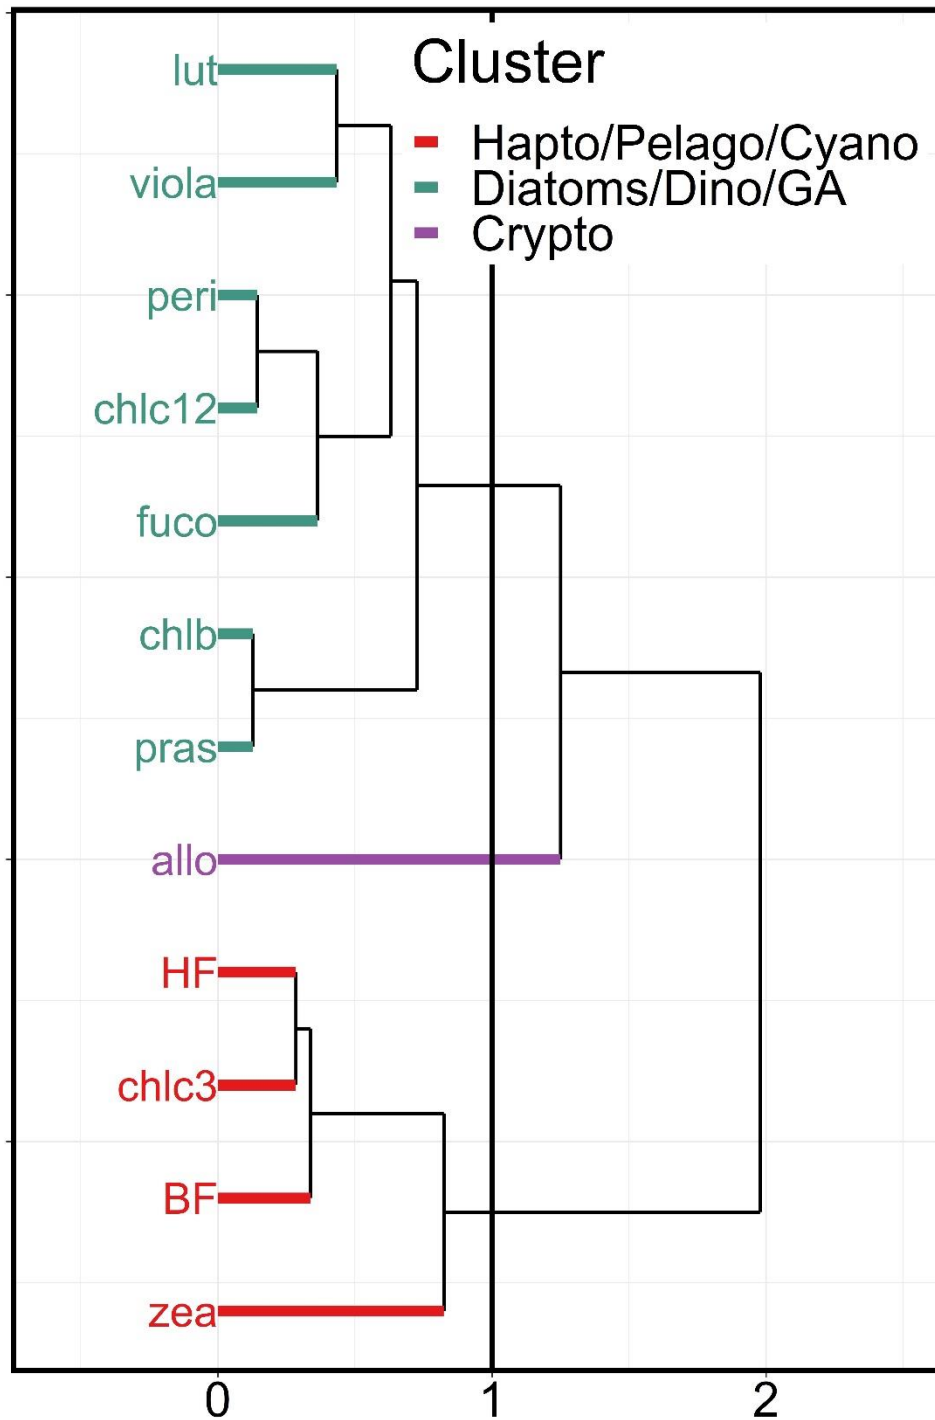 Cluster
Hapto/Pelago/Cyano
Diatoms/Dino/GA
Crypto
lut
viola
peri
chlc12
fuco
chlb
pras
allo
HF
chlc3
BF
zea
0 1 2